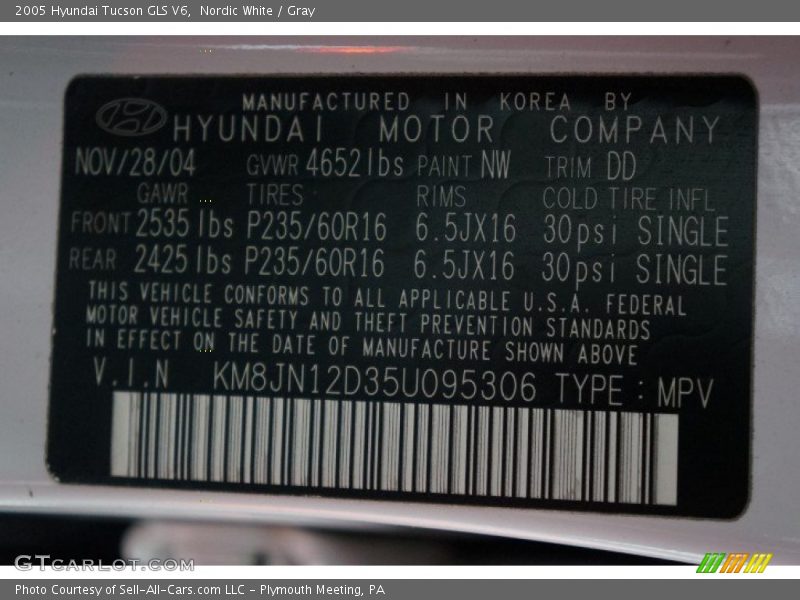 2005 Hyundai Tucson GLS V6, Nordic White / Gray
MANUFACTURED IN KOREA BY
HYUNDAI MOTOR COMPANY
NOV/28/04 GVWR 4652lbs PAINT NW TRIM DD
GAWR TIRES RIMS COLD TIRE INFL
FRONT 2535 lbs P235/60R16 6.5JX16 30psi SINGLE
REAR 2425lbs P235/60R16 6.5JX16 30psi SINGLE
THIS VEHICLE CONFORMS TO ALL APPLICABLE U.S.A. FEDERAL
MOTOR VEHICLE SAFETY AND THEFT PREVENTION STANDARDS
IN EFFECT ON THE DATE OF MANUFACTURE SHOWN ABOVE
V.I.N KM8JN12D35U095306 TYPE : MPV
GTcarlot.com
Photo Courtesy of Sell-All-Cars.com LLC - Plymouth Meeting, PA